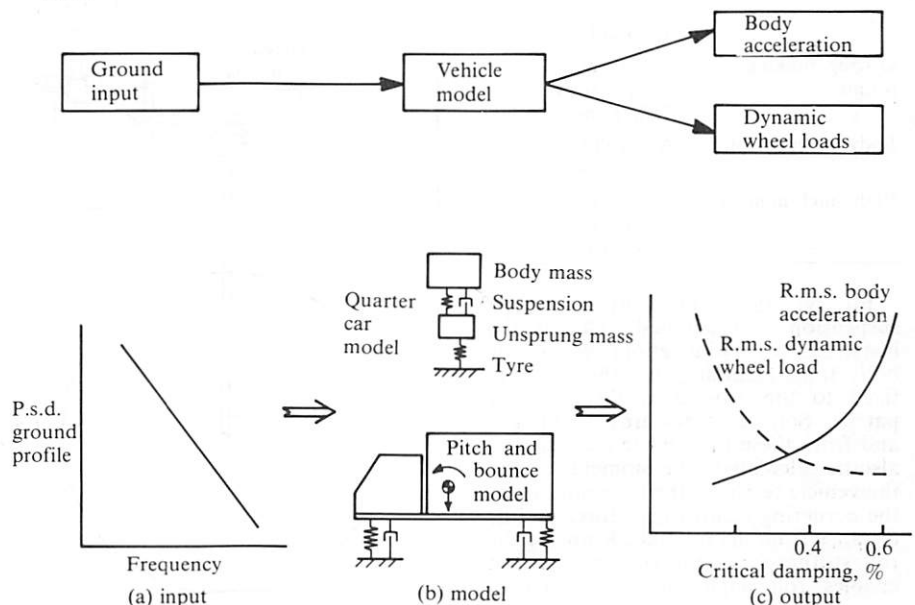 Ground
input
Vehicle
model
Body
acceleration
Dynamic
wheel loads
P.s.d.
ground
profile
Frequency
(a) input
Quarter
car
model
Body mass
Suspension
Unsprung mass
Tyre
Pitch and
bounce
model
(b) model
R.m.s. body
acceleration
R.m.s. dynamic
wheel load
0.4
0.6
Critical damping, %
(c) output